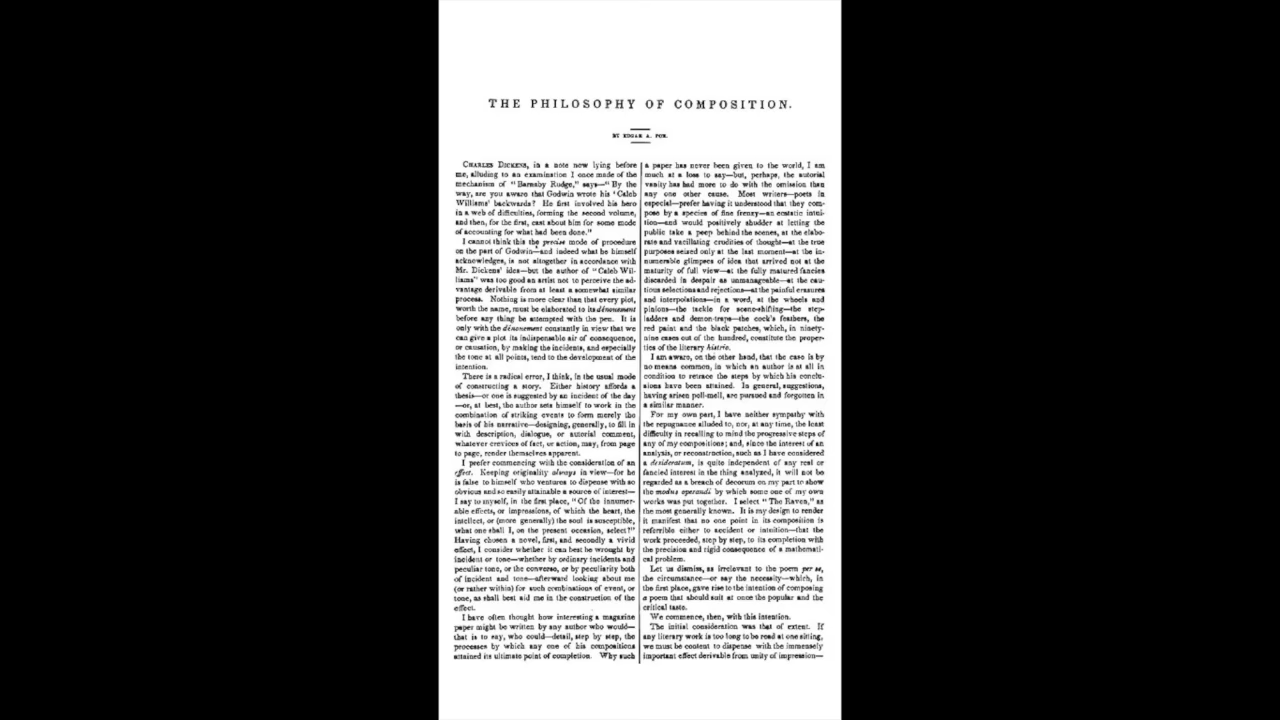 THE PHILOSOPHY OF COMPOSITION.
BY EDGAR A. POE.
CHARLES DICKENS, in a note now lying before
me, alluding to an examination I once made of the
mechanism of "Barnaby Rudge," says—"By the
way, are you aware that Godwin wrote his 'Caleb
Williams' backwards? He first involved his hero
in a web of difficulties, forming the second volume,
and then, for the first, cast about him for some mode
of accounting for what had been done."
I cannot think this the precise mode of procedure
on the part of Godwin—and indeed what he himself
acknowledges, is not altogether in accordance with
Mr. Dickens' idea—but the author of "Caleb Wil-
liams" was too good an artist not to perceive the ad-
vantage derivable from at least a somewhat similar
process. Nothing is more clear than that every plot,
worth the name, must be elaborated to its dénouement
before any thing be attempted with the pen. It is
only with the dénouement constantly in view that we
can give a plot its indispensable air of consequence,
or causation, by making the incidents, and especially
the tone at all points, tend to the development of the
intention.
There is a radical error, I think, in the usual mode
of constructing a story. Either history affords a
thesis—or one is suggested by an incident of the day
—or, at best, the author sets himself to work in the
combination of striking events to form merely the
basis of his narrative—designing, generally, to fill in
with description, dialogue, or autorial comment,
whatever crevices of fact, or action, may, from page
to page, render themselves apparent.
I prefer commencing with the consideration of an
effect. Keeping originality always in view—for he
is false to himself who ventures to dispense with so
obvious and so easily attainable a source of interest—
I say to myself, in the first place, "Of the innumer-
able effects, or impressions, of which the heart, the
intellect, or (more generally) the soul is susceptible,
what one shall I, on the present occasion, select?"
Having chosen a novel, first, and secondly a vivid
effect, I consider whether it can best be wrought by
incident or tone—whether by ordinary incidents and
peculiar tone, or the converse, or by peculiarity both
of incident and tone—afterward looking about me
(or rather within) for such combinations of event, or
tone, as shall best aid me in the construction of the
effect.
I have often thought how interesting a magazine
paper might be written by any author who would—
that is to say, who could—detail, step by step, the
processes by which any one of his compositions
attained its ultimate point of completion. Why such
a paper has never been given to the world, I am
much at a loss to say—but, perhaps, the autorial
vanity has had more to do with the omission than
any one other cause. Most writers—poets in
especial—prefer having it understood that they com-
pose by a species of fine frenzy—an ecstatic intui-
tion—and would positively shudder at letting the
public take a peep behind the scenes, at the elabo-
rate and vacillating crudities of thought—at the true
purposes seized only at the last moment—at the in-
numerable glimpses of idea that arrived not at the
maturity of full view—at the fully matured fancies
discarded in despair as unmanageable—at the cau-
tious selections and rejections—at the painful erasures
and interpolations—in a word, at the wheels and
pinions—the tackle for scene-shifting—the step-
ladders and demon-traps—the cock's feathers, the
red paint and the black patches, which, in ninety-
nine cases out of the hundred, constitute the proper-
ties of the literary histrio.
I am aware, on the other hand, that the case is by
no means common, in which an author is at all in
condition to retrace the steps by which his conclu-
sions have been attained. In general, suggestions,
having arisen pell-mell, are pursued and forgotten in
a similar manner.
For my own part, I have neither sympathy with
the repugnance alluded to, nor, at any time, the least
difficulty in recalling to mind the progressive steps of
any of my compositions; and, since the interest of an
analysis, or reconstruction, such as I have considered
a desideratum, is quite independent of any real or
fancied interest in the thing analyzed, it will not be
regarded as a breach of decorum on my part to show
the modus operandi by which some one of my own
works was put together. I select "The Raven," as
the most generally known. It is my design to render
it manifest that no one point in its composition is
referrible either to accident or intuition—that the
work proceeded, step by step, to its completion with
the precision and rigid consequence of a mathemati-
cal problem.
Let us dismiss, as irrelevant to the poem per se,
the circumstance—or say the necessity—which, in
the first place, gave rise to the intention of composing
a poem that should suit at once the popular and the
critical taste.
We commence, then, with this intention.
The initial consideration was that of extent. If
any literary work is too long to be read at one sitting,
we must be content to dispense with the immensely
important effect derivable from unity of impression—